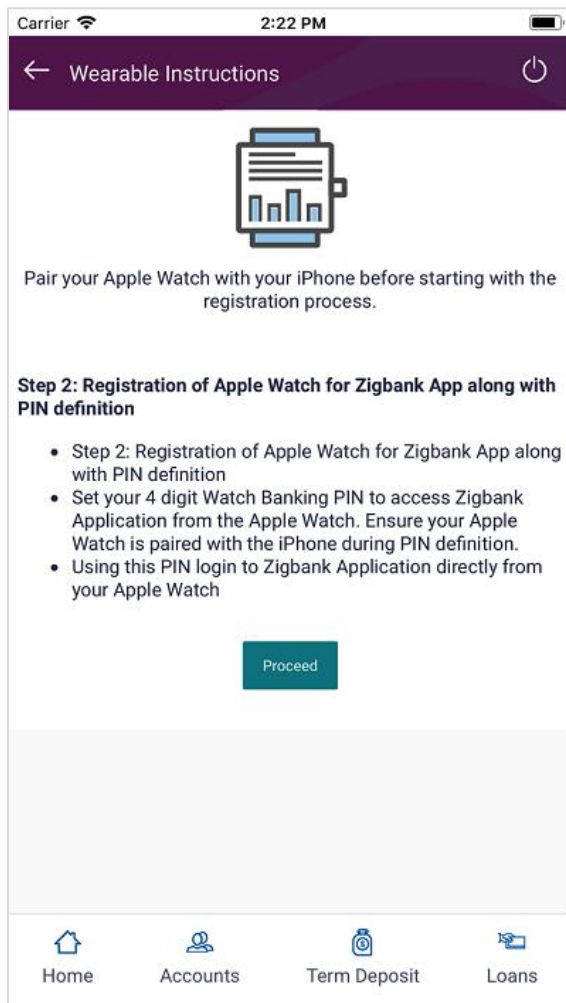 Carrier 2:22 PM
Wearable Instructions
Pair your Apple Watch with your iPhone before starting with the
registration process.
Step 2: Registration of Apple Watch for Zigbank App along with
PIN definition
• Step 2: Registration of Apple Watch for Zigbank App along
with PIN definition
• Set your 4 digit Watch Banking PIN to access Zigbank
Application from the Apple Watch. Ensure your Apple
Watch is paired with the iPhone during PIN definition.
• Using this PIN login to Zigbank Application directly from
your Apple Watch
Proceed
Home Accounts Term Deposit Loans